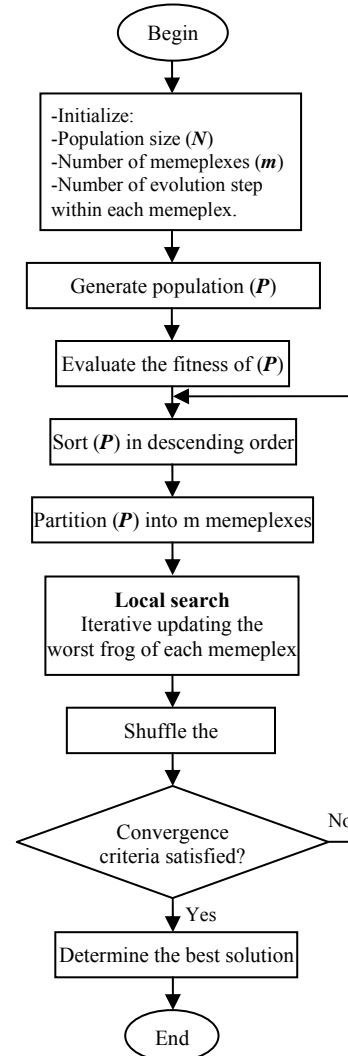 Begin
-Initialize:
-Population size (N)
-Number of memeplexes (m)
-Number of evolution step
within each memeplex.
Generate population (P)
Evaluate the fitness of (P)
Sort (P) in descending order
Partition (P) into m memeplexes
Local search
Iterative updating the
worst frog of each memeplex
Shuffle the
Convergence
criteria satisfied?
No
Yes
Determine the best solution
End